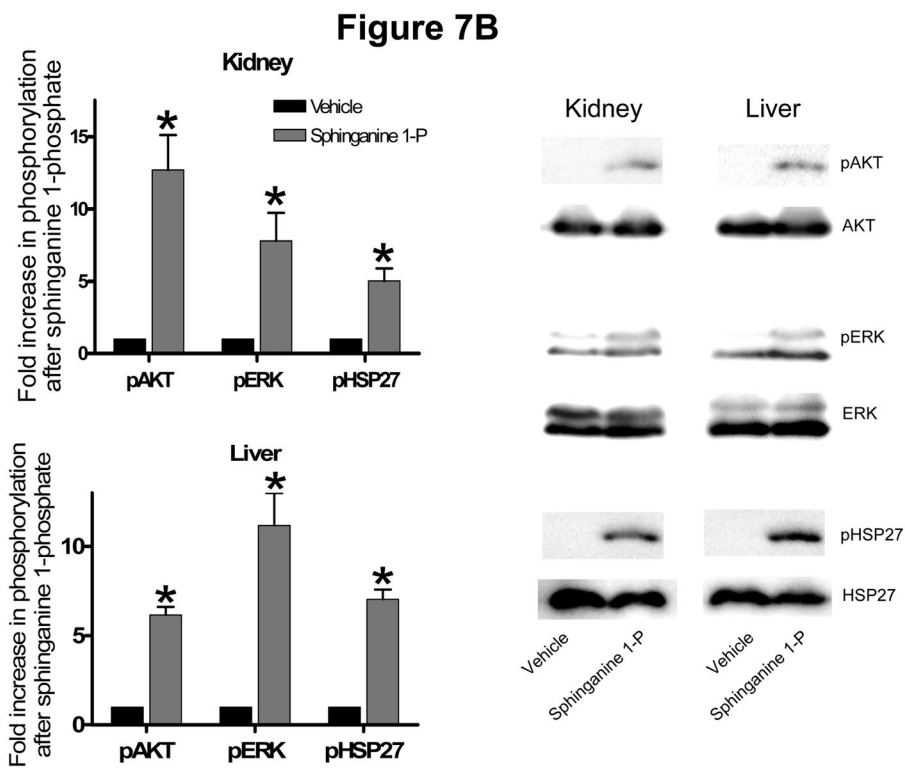 Figure 7B
Kidney
Fold increase in phosphorylation
after sphinganine 1-phosphate
15
10
5
0
*
*
*
Vehicle
Sphinganine 1-P
pAKT
pERK
pHSP27
Liver
Fold increase in phosphorylation
after sphinganine 1-phosphate
10
5
0
*
*
*
pAKT
pERK
pHSP27
Kidney
Liver
pAKT
AKT
pERK
ERK
pHSP27
HSP27
Vehicle
Sphinganine 1-P
Vehicle
Sphinganine 1-P